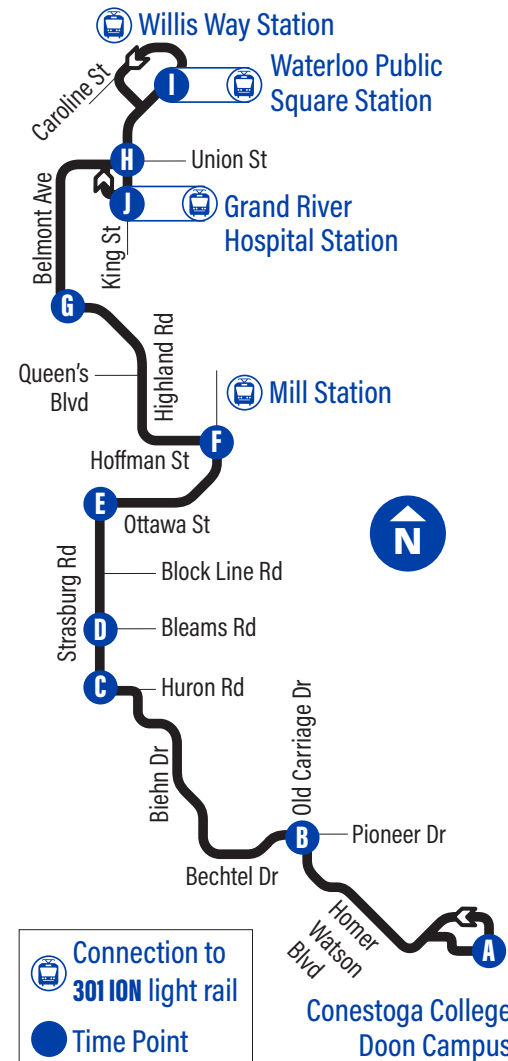 Willis Way Station
Caroline St
I
Waterloo Public
Square Station
H
Union St
Belmont Ave
J
King St
Grand River
Hospital Station
G
Queen's
Blvd
Highland Rd
Mill Station
Hoffman St
F
E
Ottawa St
N
Strasburg Rd
Block Line Rd
D
Bleams Rd
C
Huron Rd
Biehn Dr
Old Carriage Dr
B
Pioneer Dr
Bechtel Dr
Homer
Watson
Blvd
A
Conestoga College
Doon Campus
Connection to
301 ION light rail
Time Point